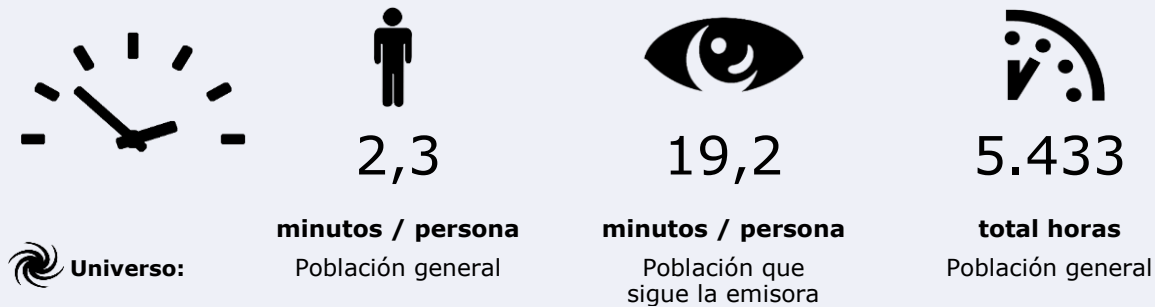 2,3
19,2
5.433
minutos / persona
minutos / persona
total horas
Universo:
Población general
Población que
sigue la emisora
Población general